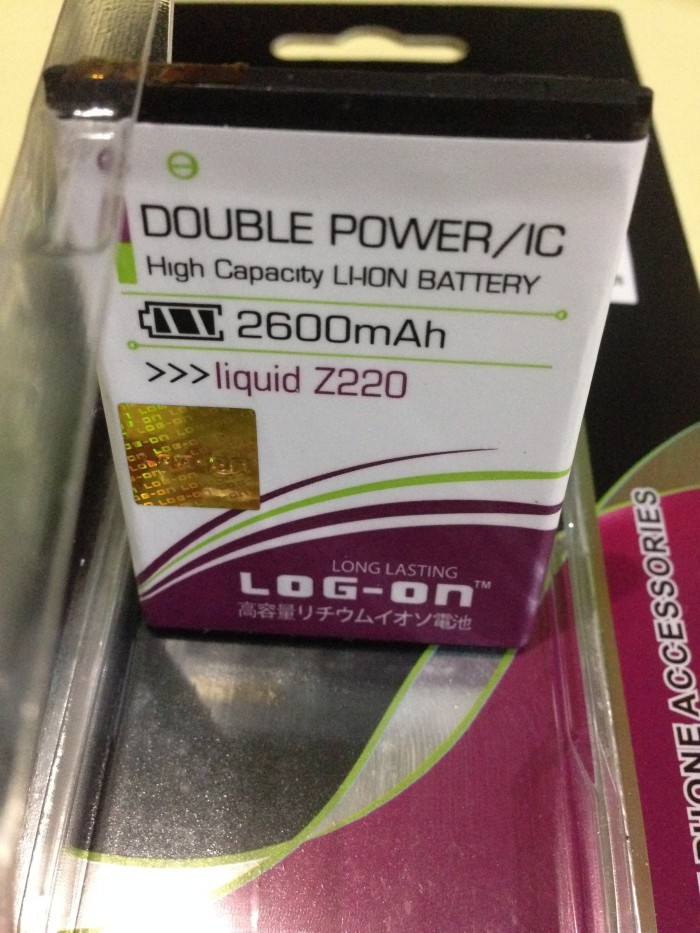 DOUBLE POWER/IC
High Capacity LI-ION BATTERY
2600mAh
>>>liquid Z220
LONG LASTING
LOG-ON™
高容量リチウムイオン電池
PHONE ACCESSORIES